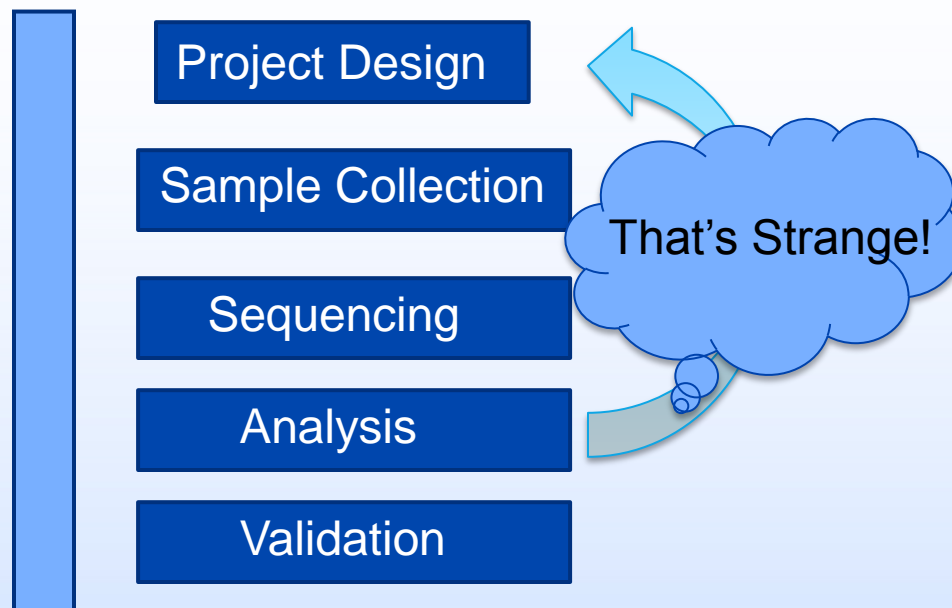 Project Design
Sample Collection
That’s Strange!
Sequencing
Analysis
Validation